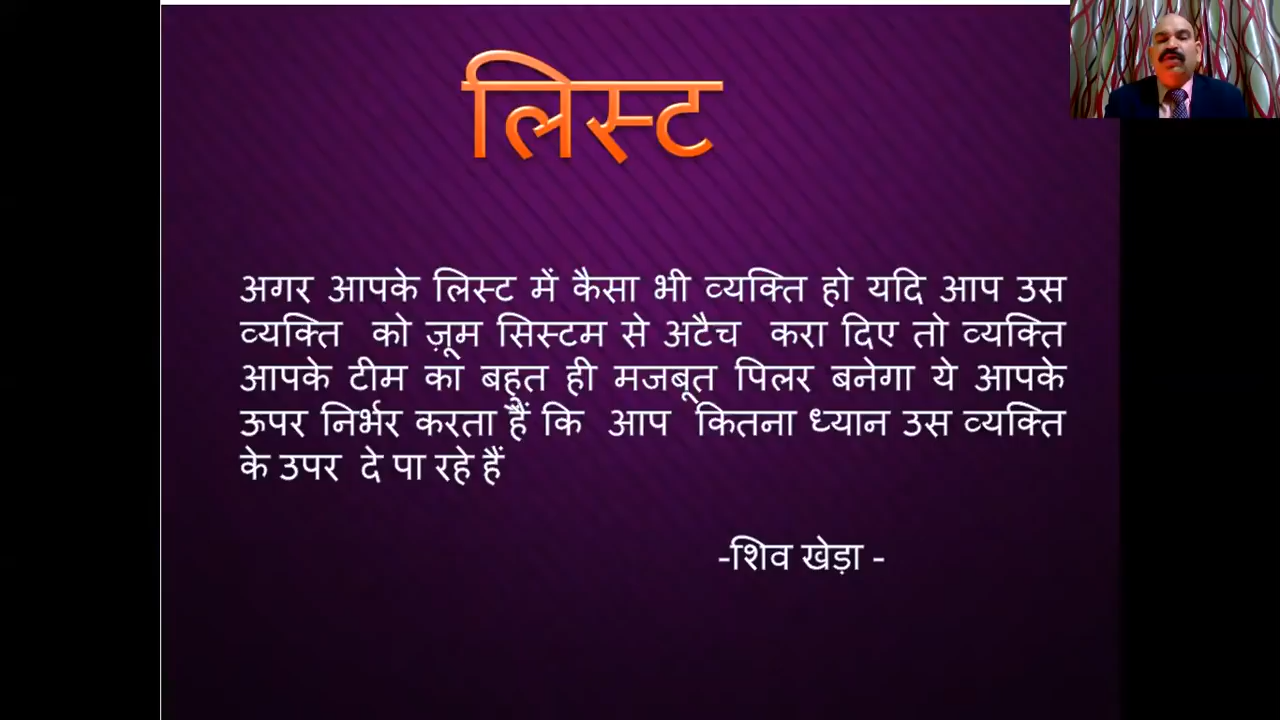 लिस्ट
अगर आपके लिस्ट में कैसा भी व्यक्ति हो यदि आप उस
व्यक्ति को ज़ूम सिस्टम से अटैच करा दिए तो व्यक्ति
आपके टीम का बहुत ही मजबूत पिलर बनेगा ये आपके
ऊपर निर्भर करता हैं कि आप कितना ध्यान उस व्यक्ति
के उपर दे पा रहे हैं
-शिव खेड़ा -